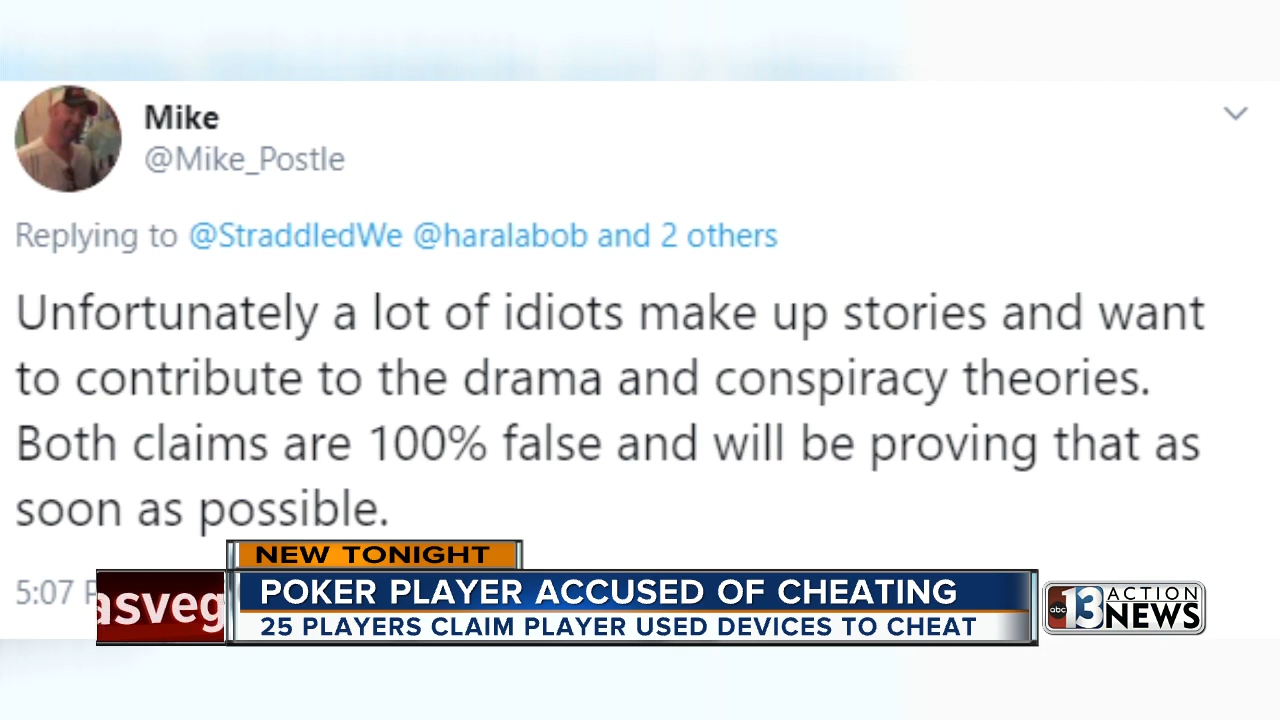 Mike
@Mike_Postle
Replying to @StraddledWe @haralabob and 2 others
Unfortunately a lot of idiots make up stories and want
to contribute to the drama and conspiracy theories.
Both claims are 100% false and will be proving that as
soon as possible.
5:07 P
NEW TONIGHT
asveg
POKER PLAYER ACCUSED OF CHEATING
25 PLAYERS CLAIM PLAYER USED DEVICES TO CHEAT
abc 13 ACTION NEWS